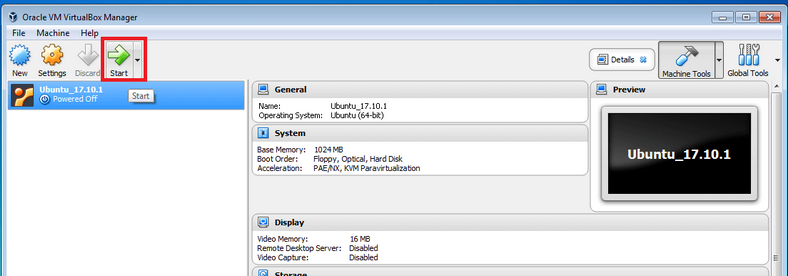 Oracle VM VirtualBox Manager
File Machine Help
New Settings Discard Start Details Machine Tools Global Tools
Ubuntu_17.10.1
Powered Off
Start
General
Name: Ubuntu_17.10.1
Operating System: Ubuntu (64-bit)
System
Base Memory: 1024 MB
Boot Order: Floppy, Optical, Hard Disk
Acceleration: PAE/NX, KVM Paravirtualization
Preview
Ubuntu_17.10.1
Display
Video Memory: 16 MB
Remote Desktop Server: Disabled
Video Capture: Disabled
Storage